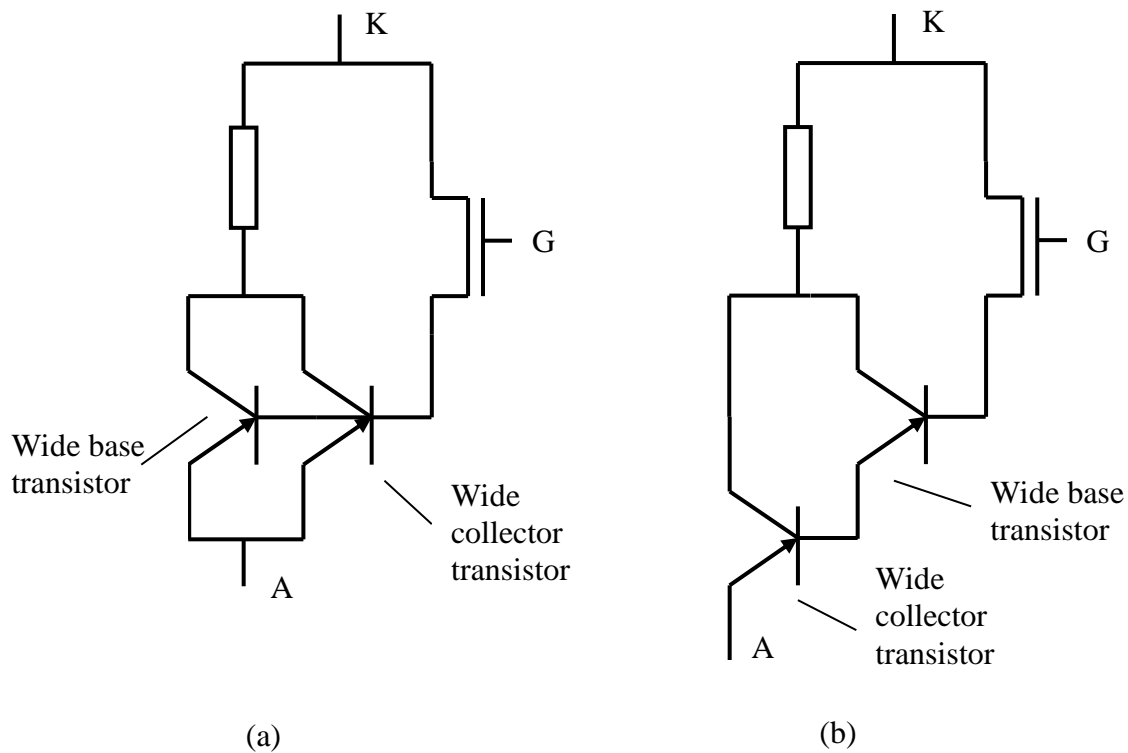 K
G
Wide base
transistor
Wide
collector
transistor
A
(a)
K
G
Wide base
transistor
Wide
collector
transistor
A
(b)